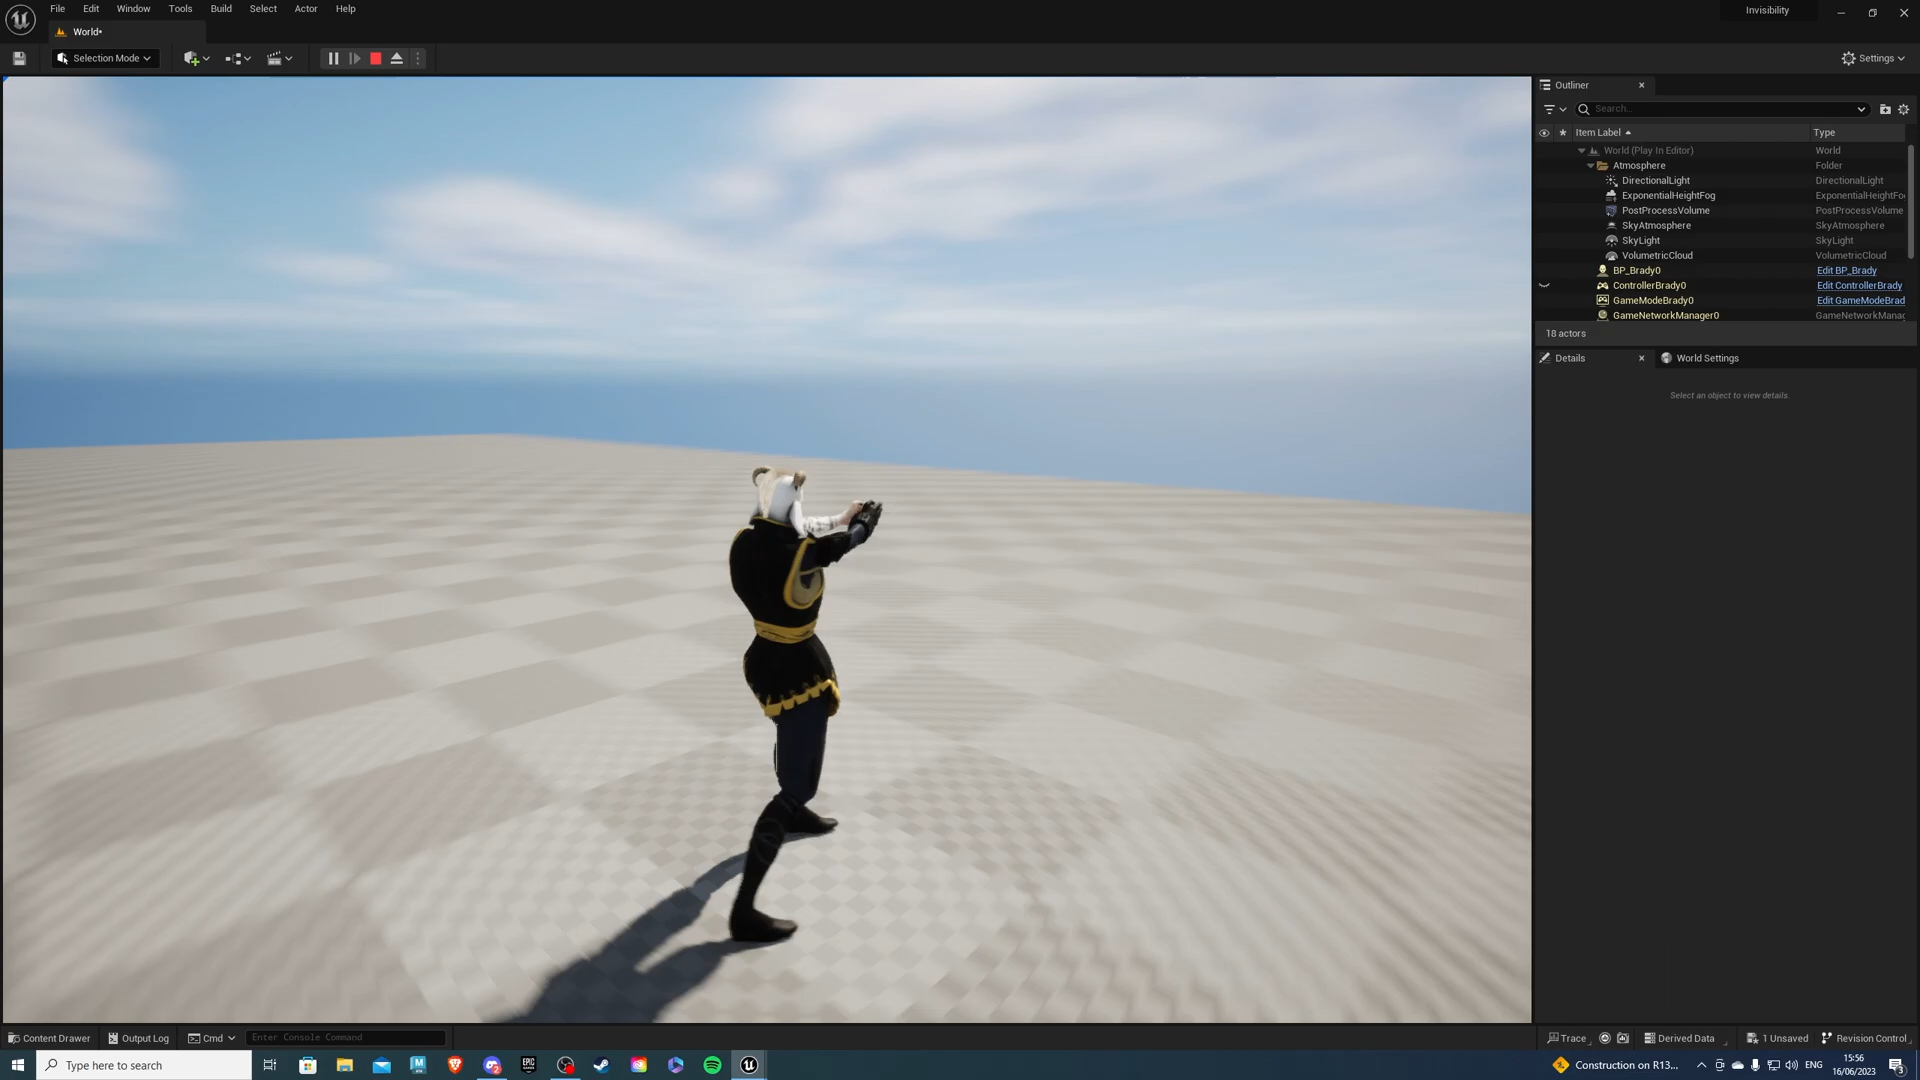 File Edit Window Tools Build Select Actor Help
Invisibility
World*
Selection Mode
Settings
Outliner
Search...
Item Label Type
World (Play In Editor) World
Atmosphere Folder
DirectionalLight DirectionalLight
ExponentialHeightFog ExponentialHeightFo
PostProcessVolume PostProcessVolume
SkyAtmosphere SkyAtmosphere
SkyLight SkyLight
VolumetricCloud VolumetricCloud
BP_Brady0 Edit BP_Brady
ControllerBrady0 Edit ControllerBrady
GameModeBrady0 Edit GameModeBrad
GameNetworkManager0 GameNetworkManag
18 actors
Details World Settings
Select an object to view details.
Content Drawer Output Log Cmd Enter Console Command
Trace Derived Data 1 Unsaved Revision Control
Type here to search
EPIC GAMES
Construction on R13...
ENG
15:56
16/06/2023